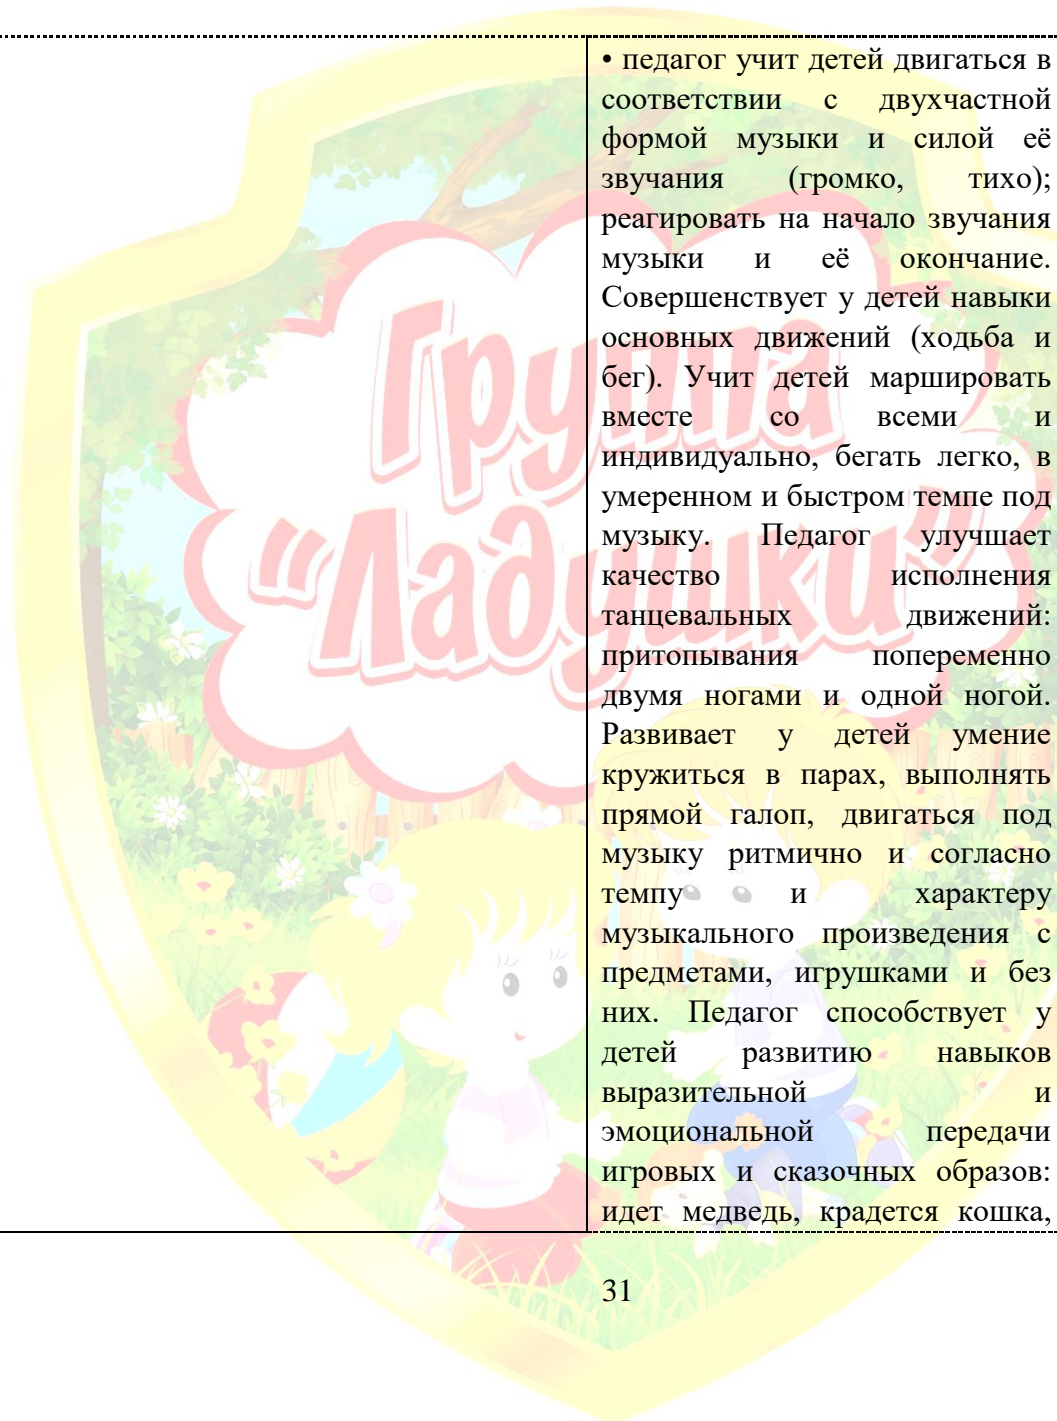 • педагог учит детей двигаться в
соответствии с двухчастной
формой музыки и силой её
звучания (громко, тихо);
реагировать на начало звучания
музыки и её окончание.
Совершенствует у детей навыки
основных движений (ходьба и
бег). Учит детей маршировать
вместе со всеми и
индивидуально, бегать легко, в
умеренном и быстром темпе под
музыку. Педагог улучшает
качество исполнения
танцевальных движений:
притопывания попеременно
двумя ногами и одной ногой.
Развивает у детей умение
кружиться в парах, выполнять
прямой галоп, двигаться под
музыку ритмично и согласно
темпу и характеру
музыкального произведения с
предметами, игрушками и без
них. Педагог способствует у
детей развитию навыков
выразительной и
эмоциональной передачи
игровых и сказочных образов:
идет медведь, крадется кошка,
Группа
"Ладушки"
31